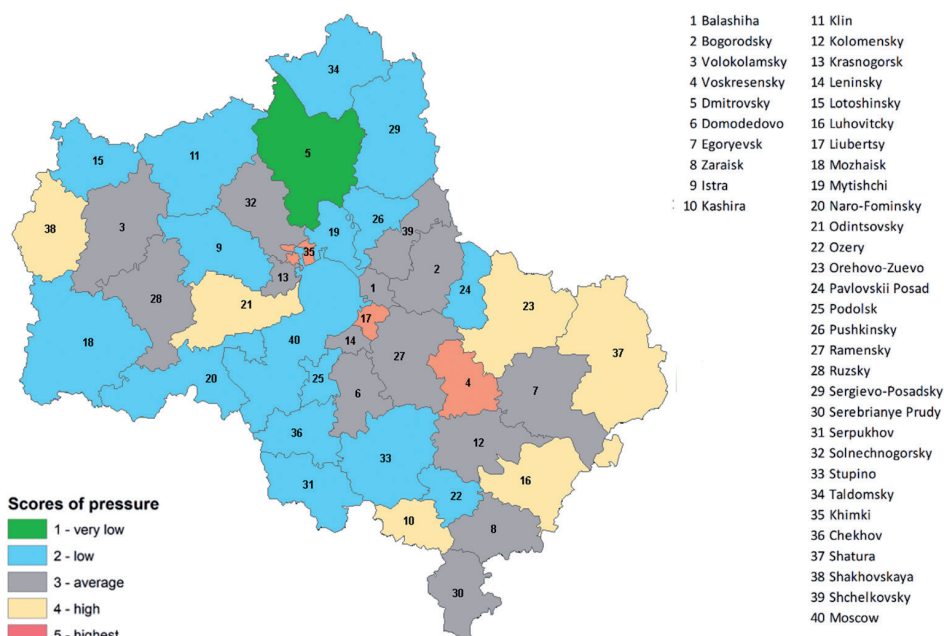 1 Balashiha
2 Bogorodsky
3 Volokolamsky
4 Voskresensky
5 Dmitrovsky
6 Domodedovo
7 Egoryevsk
8 Zaraisk
9 Istra
10 Kashira
11 Klin
12 Kolomensky
13 Krasnogorsk
14 Leninsky
15 Lotoshinsky
16 Luhovitcky
17 Liubertsy
18 Mozhaisk
19 Mytishchi
20 Naro-Fominsky
21 Odintsovsky
22 Ozery
23 Orehovo-Zuevo
24 Pavlovskii Posad
25 Podolsk
26 Pushkinsky
27 Ramensky
28 Ruzsky
29 Sergievo-Posadsky
30 Serebrianye Prudy
31 Serpukhov
32 Solnechnogorsky
33 Stupino
34 Taldomsky
35 Khimki
36 Chekhov
37 Shatura
38 Shakhovskaya
39 Shchelkovsky
40 Moscow
34
29
15
11
5
32
38
3
26
39
19
9
35
2
13
1
24
28
21
23
17
18
40
14
27
37
20
25
6
4
7
36
12
33
31
22
16
10
8
30
Scores of pressure
1 - very low
2 - low
3 - average
4 - high
5 - highest